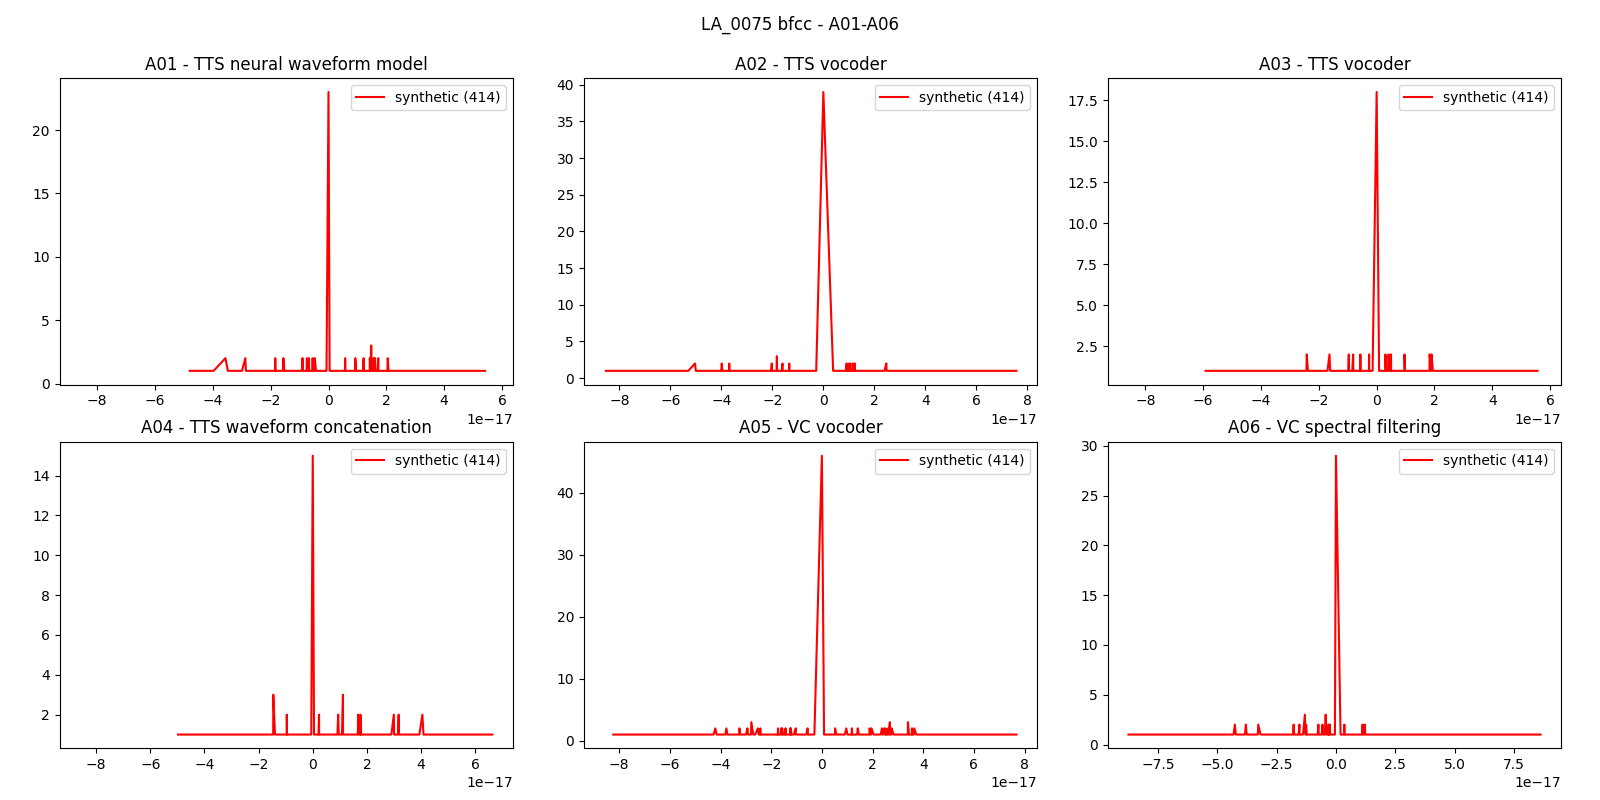 LA_0075 bfcc - A01-A06
A01 - TTS neural waveform model
synthetic (414)
20
15
10
5
0
−8 −6 −4 −2 0 2 4 6
1e−17
A02 - TTS vocoder
synthetic (414)
40
35
30
25
20
15
10
5
0
−8 −6 −4 −2 0 2 4 6 8
1e−17
A03 - TTS vocoder
synthetic (414)
17.5
15.0
12.5
10.0
7.5
5.0
2.5
−8 −6 −4 −2 0 2 4 6
1e−17
A04 - TTS waveform concatenation
synthetic (414)
14
12
10
8
6
4
2
−8 −6 −4 −2 0 2 4 6
1e−17
A05 - VC vocoder
synthetic (414)
40
30
20
10
0
−8 −6 −4 −2 0 2 4 6 8
1e−17
A06 - VC spectral filtering
synthetic (414)
30
25
20
15
10
5
0
−7.5 −5.0 −2.5 0.0 2.5 5.0 7.5
1e−17